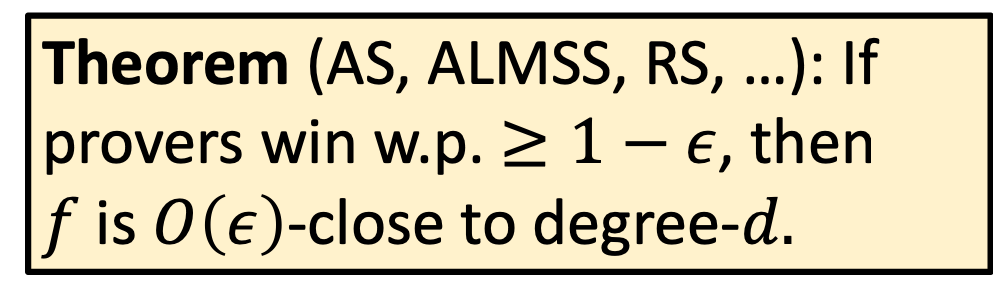 Theorem (AS, ALMSS, RS, ...): If
provers win w.p. ≥ 1 − ϵ, then
f is O(ϵ)-close to degree-d.